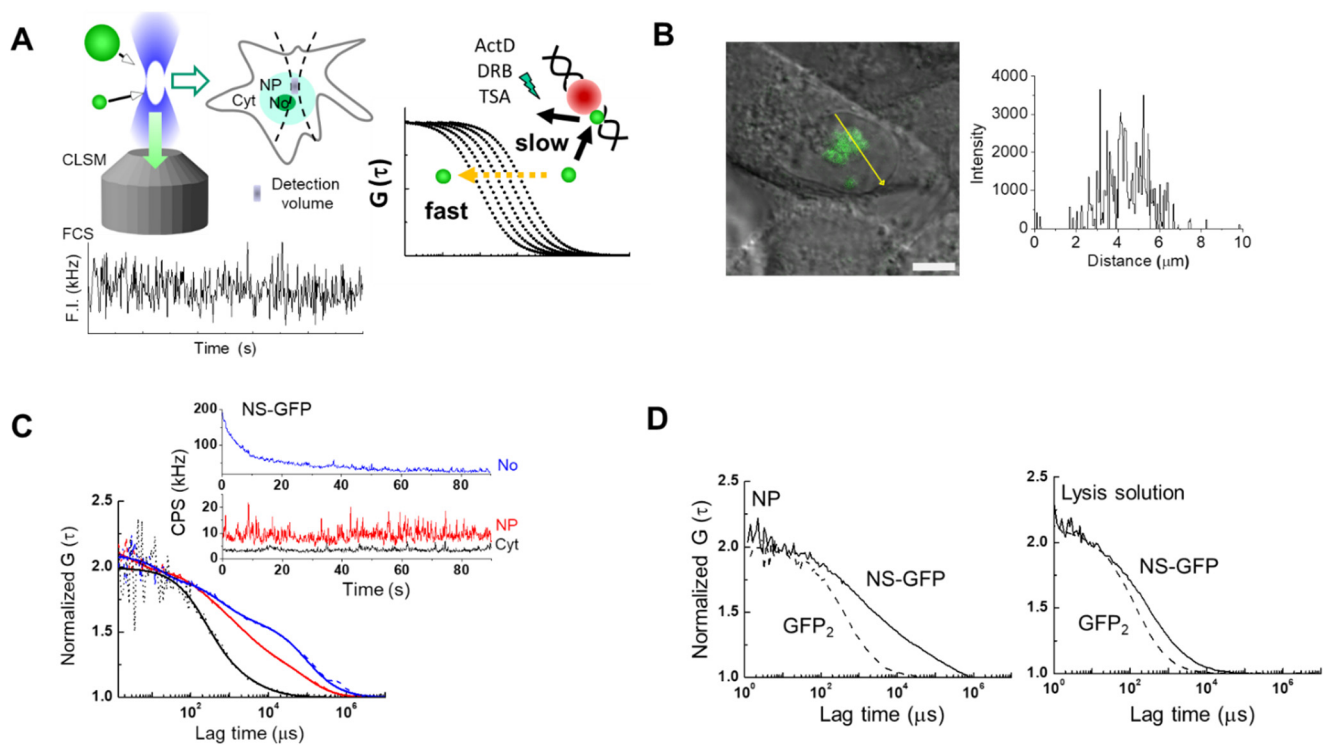 A
CLSM
NP
Cyt
No
Detection
volume
FCS
F.I. (kHz)
Time (s)
ActD
DRB
TSA
slow
fast
G (τ)
B
Intensity
4000
3000
2000
1000
0
0 2 4 6 8 10
Distance (μm)
C
NS-GFP
200
100
No
0 20 40 60 80
CPS (kHz)
20
10
0
NP
Cyt
0 20 40 60 80
Time (s)
Normalized G (τ)
2.5
2.0
1.5
1.0
10² 10⁴ 10⁶
Lag time (μs)
D
NP
Normalized G (τ)
2.5
2.0
1.5
1.0
NS-GFP
GFP₂
10⁰ 10² 10⁴ 10⁶
Lag time (μs)
Lysis solution
2.5
2.0
1.5
1.0
NS-GFP
GFP₂
10⁰ 10² 10⁴ 10⁶
Lag time (μs)